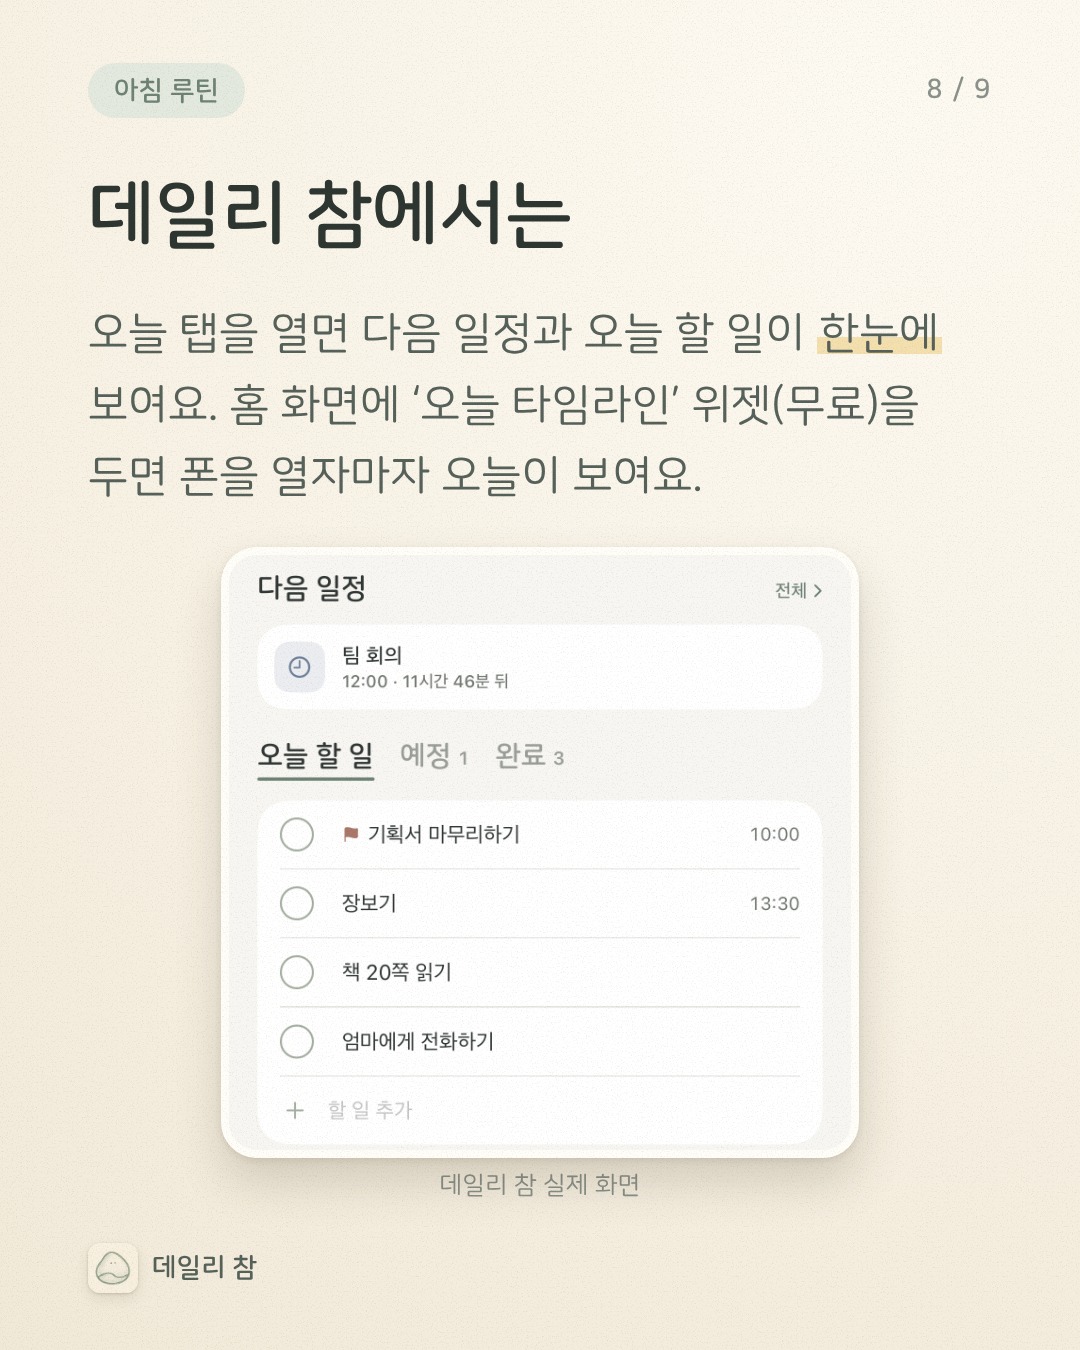 아침 루틴
8 / 9
데일리 참에서는
오늘 탭을 열면 다음 일정과 오늘 할 일이 한눈에
보여요. 홈 화면에 ‘오늘 타임라인’ 위젯(무료)을
두면 폰을 열자마자 오늘이 보여요.
다음 일정
전체 >
팀 회의
12:00 · 11시간 46분 뒤
오늘 할 일 예정 1 완료 3
기획서 마무리하기 10:00
장보기 13:30
책 20쪽 읽기
엄마에게 전화하기
+ 할 일 추가
데일리 참 실제 화면
데일리 참